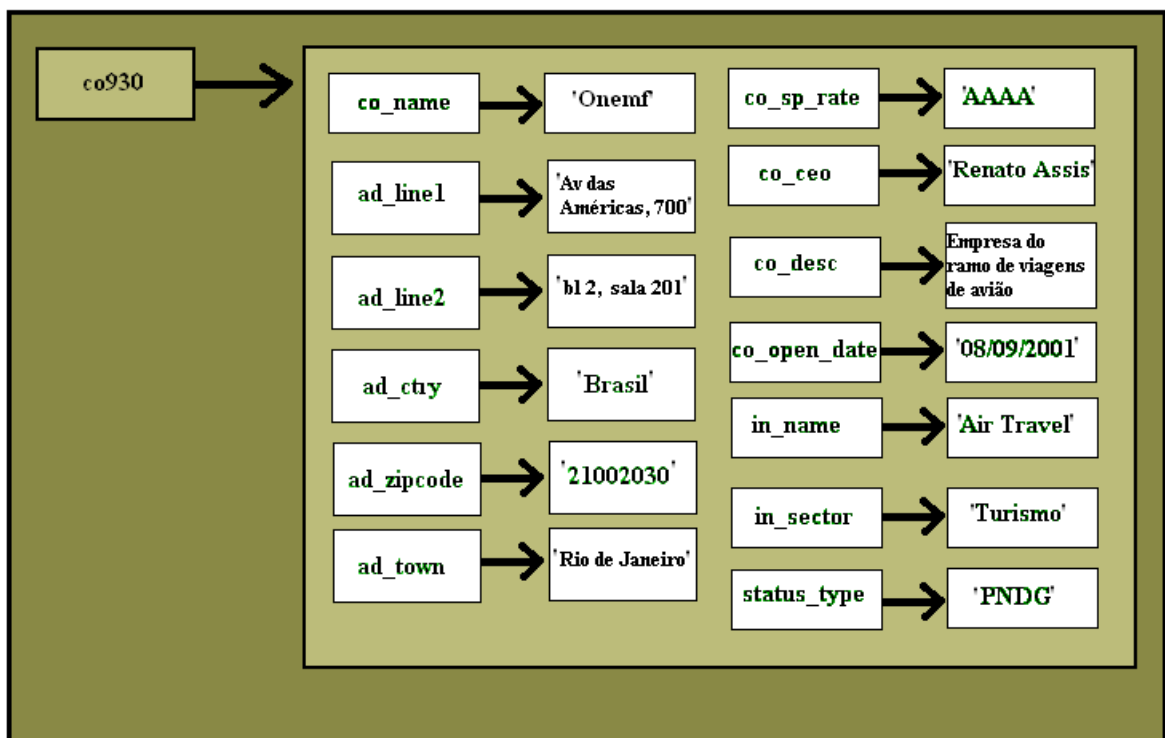 co930
co_name
'Onemf'
ad_line1
'Av das
Américas, 700'
ad_line2
'bl 2, sala 201'
ad_ctry
'Brasil'
ad_zipcode
'21002030'
ad_town
'Rio de Janeiro'
co_sp_rate
'AAAA'
co_ceo
'Renato Assis'
co_desc
Empresa do
ramo de viagens
de avião
co_open_date
'08/09/2001'
in_name
'Air Travel'
in_sector
'Turismo'
status_type
'PNDG'